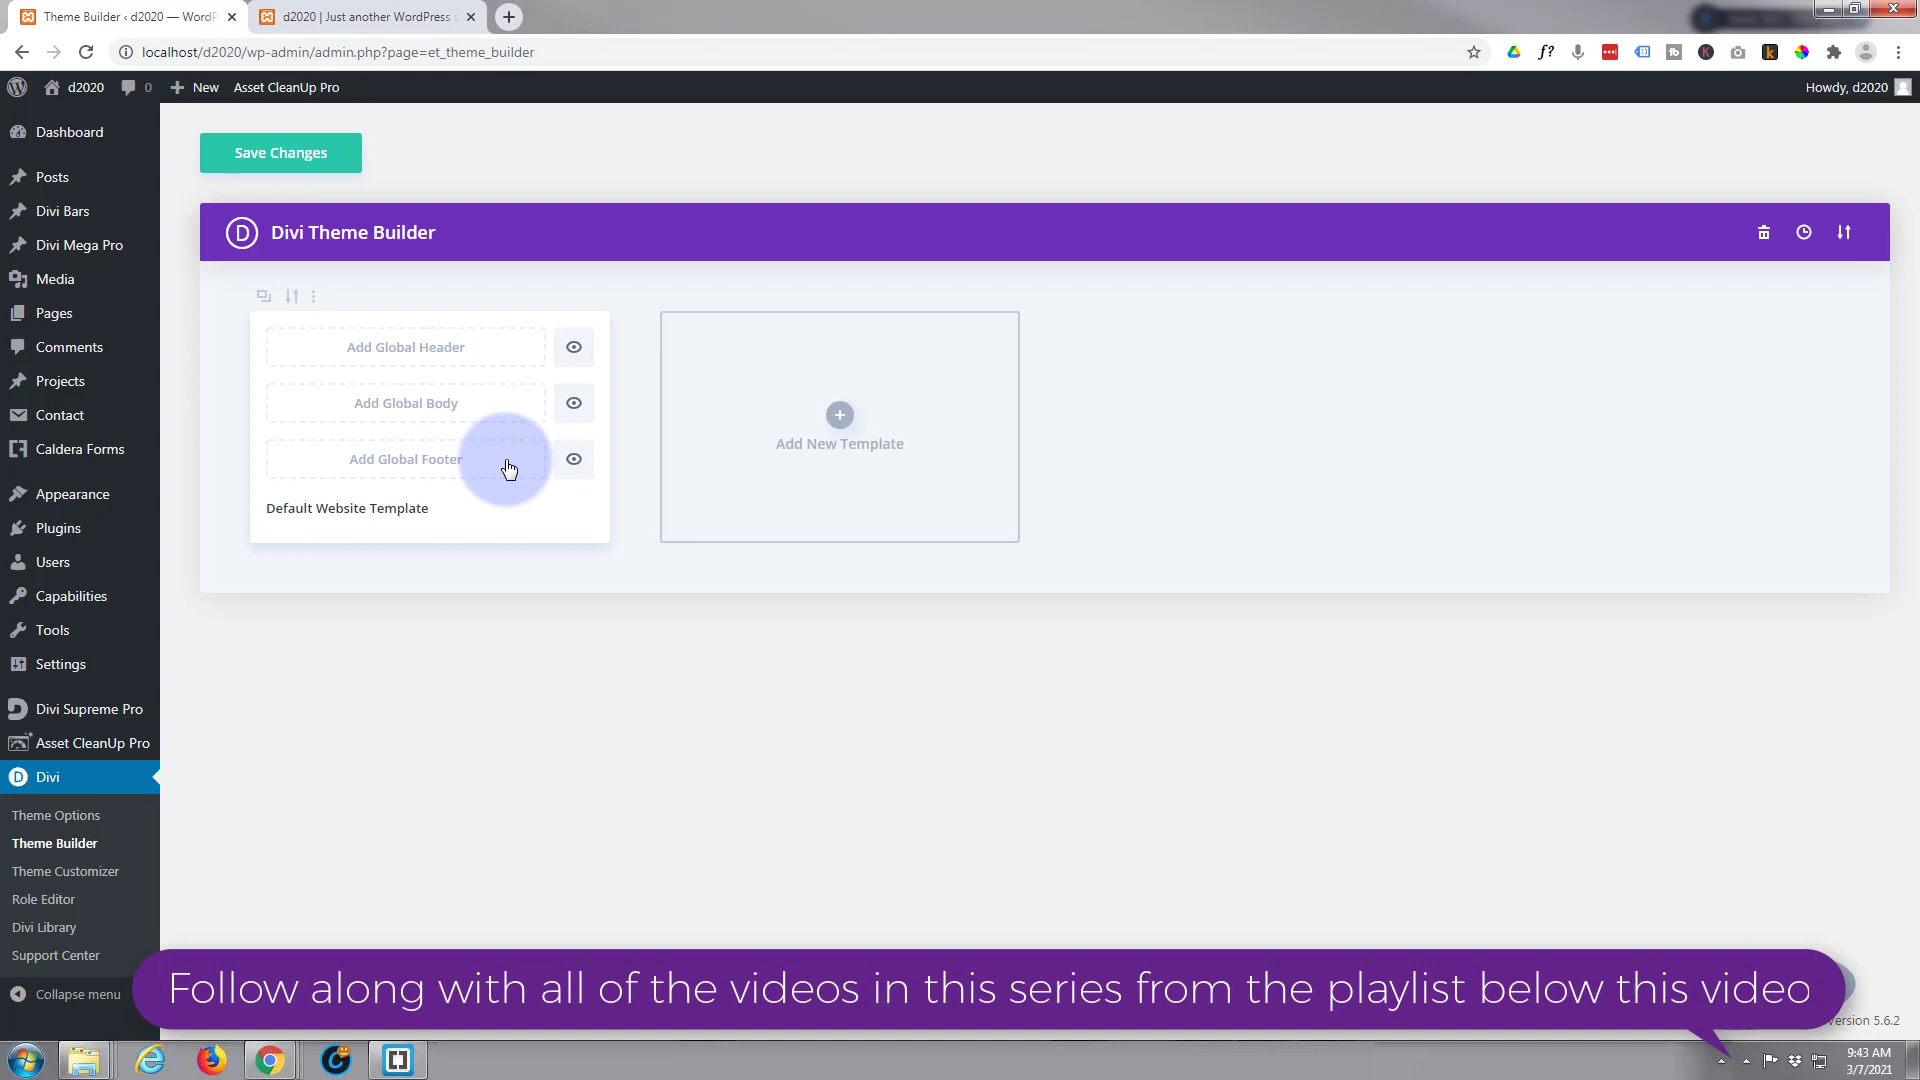 Theme Builder ‹ d2020 — WordP
d2020 | Just another WordPress s
localhost/d2020/wp-admin/admin.php?page=et_theme_builder
d2020
0
New
Asset CleanUp Pro
Howdy, d2020
Dashboard
Posts
Divi Bars
Divi Mega Pro
Media
Pages
Comments
Projects
Contact
Caldera Forms
Appearance
Plugins
Users
Capabilities
Tools
Settings
Divi Supreme Pro
Asset CleanUp Pro
Divi
Theme Options
Theme Builder
Theme Customizer
Role Editor
Divi Library
Support Center
Collapse menu
Save Changes
Divi Theme Builder
Add Global Header
Add Global Body
Add Global Footer
Default Website Template
Add New Template
Follow along with all of the videos in this series from the playlist below this video
Version 5.6.2
9:43 AM
3/7/2021